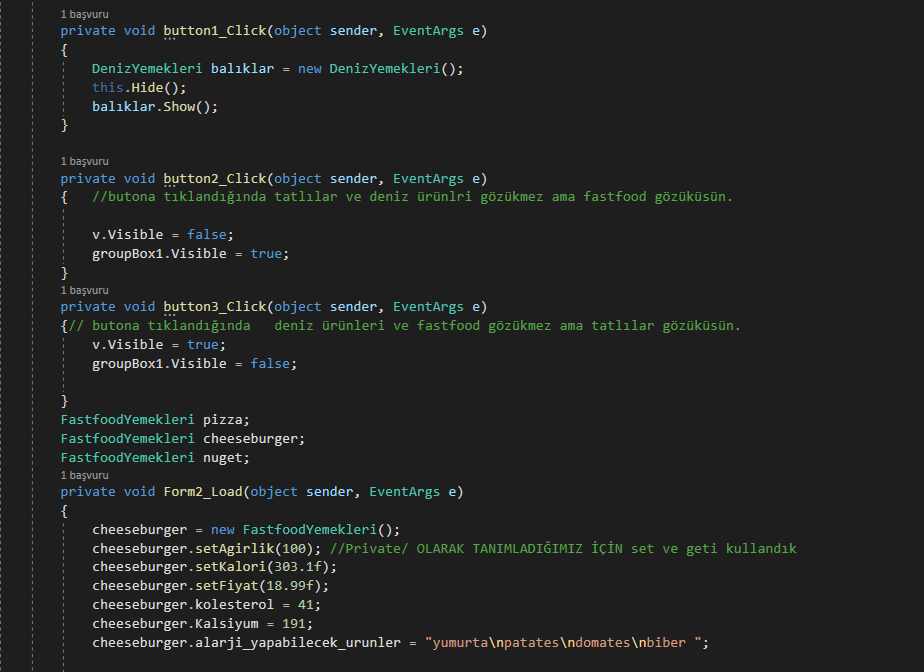 1 başvuru
private void button1_Click(object sender, EventArgs e)
{
DenizYemekleri balıklar = new DenizYemekleri();
this.Hide();
balıklar.Show();
}
1 başvuru
private void button2_Click(object sender, EventArgs e)
{ //butona tıklandığında tatlılar ve deniz ürünlri gözükmez ama fastfood gözüküsün.
v.Visible = false;
groupBox1.Visible = true;
}
1 başvuru
private void button3_Click(object sender, EventArgs e)
{// butona tıklandığında   deniz ürünleri ve fastfood gözükmez ama tatlılar gözüküsün.
v.Visible = true;
groupBox1.Visible = false;
}
FastfoodYemekleri pizza;
FastfoodYemekleri cheeseburger;
FastfoodYemekleri nuget;
1 başvuru
private void Form2_Load(object sender, EventArgs e)
{
cheeseburger = new FastfoodYemekleri();
cheeseburger.setAgirlik(100); //Private/ OLARAK TANIMLADIĞIMIZ İÇİN set ve geti kullandık
cheeseburger.setKalori(303.1f);
cheeseburger.setFiyat(18.99f);
cheeseburger.kolesterol = 41;
cheeseburger.Kalsiyum = 191;
cheeseburger.alarji_yapabilecek_urunler = "yumurta\npatates\ndomates\nbiber ";